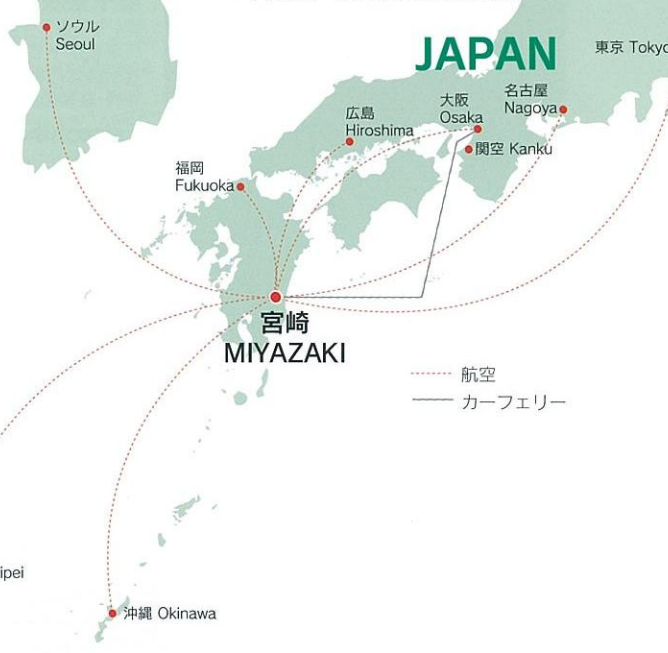 ソウル
Seoul
JAPAN
東京 Tokyo
名古屋
Nagoya
大阪
Osaka
広島
Hiroshima
関空 Kanku
福岡
Fukuoka
宮崎
MIYAZAKI
航空
カーフェリー
ipei
沖縄 Okinawa